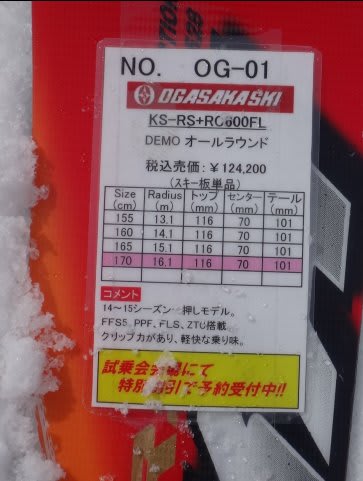 NO. OG-01
OGASAKA SKI
KS-RS+RC600FL
DEMO オールラウンド
税込売価:¥124,200
(スキー板単品)
Size (cm) Radius (m) トップ (mm) センター (mm) テール (mm)
155 13.1 116 70 101
160 14.1 116 70 101
165 15.1 116 70 101
170 16.1 116 70 101
コメント
14~15シーズン一押しモデル。
FFS5、PPF、FLS、ZTC搭載。
グリップ力があり、軽快な乗り味。
試乗会会場にて
特別割引で予約受付中!!